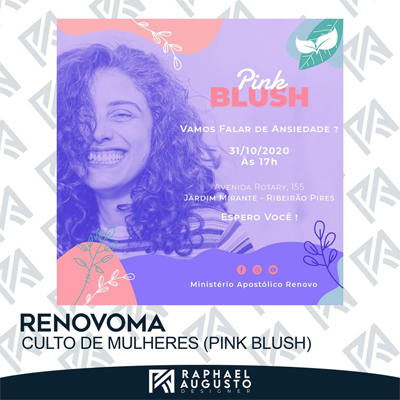 Pink
BLUSH
Vamos Falar de Ansiedade ?
31/10/2020
Às 17h
Avenida Rotary, 155
Jardim Mirante - Ribeirão Pires
Espero Você !
Ministério Apostólico Renovo
RENOVOMA
CULTO DE MULHERES (PINK BLUSH)
RAPHAEL
AUGUSTO
DESIGNER